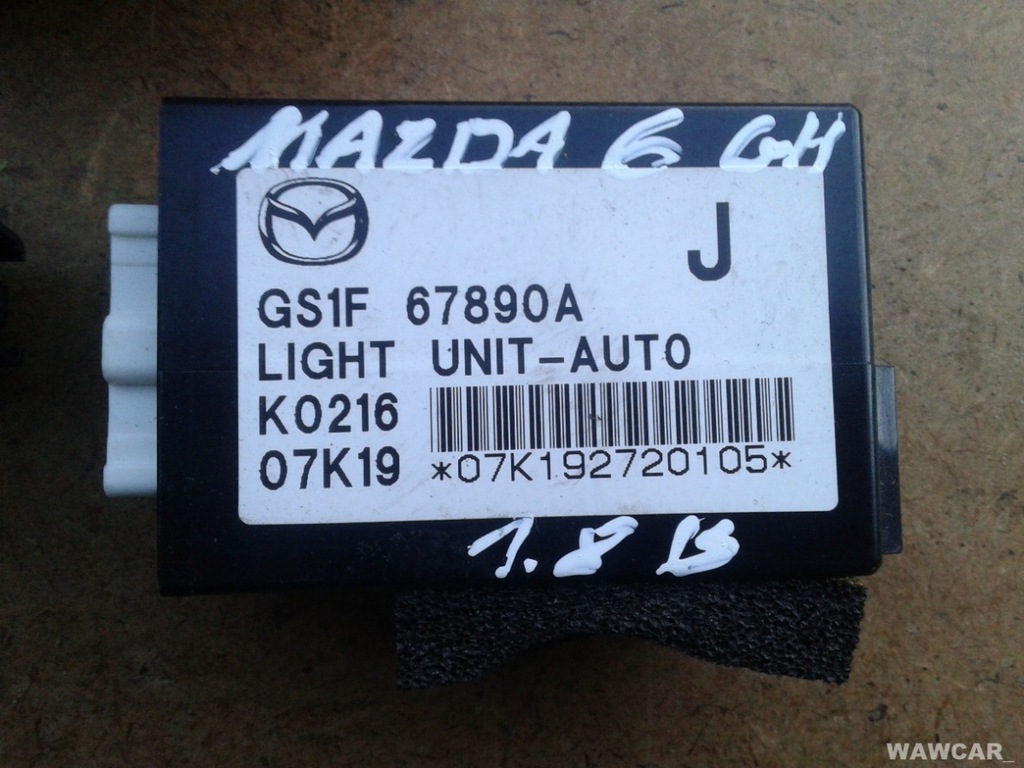 MAZDA 6 GH
J
GS1F 67890A
LIGHT UNIT-AUTO
K0216
07K19 *07K192720105*
1.8 B
WAWCAR_